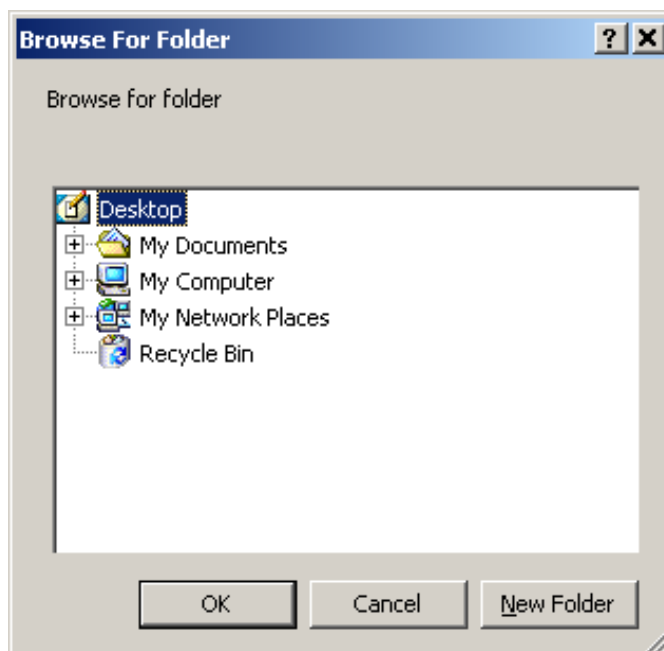 Browse For Folder
Browse for folder
Desktop
My Documents
My Computer
My Network Places
Recycle Bin
OK Cancel New Folder